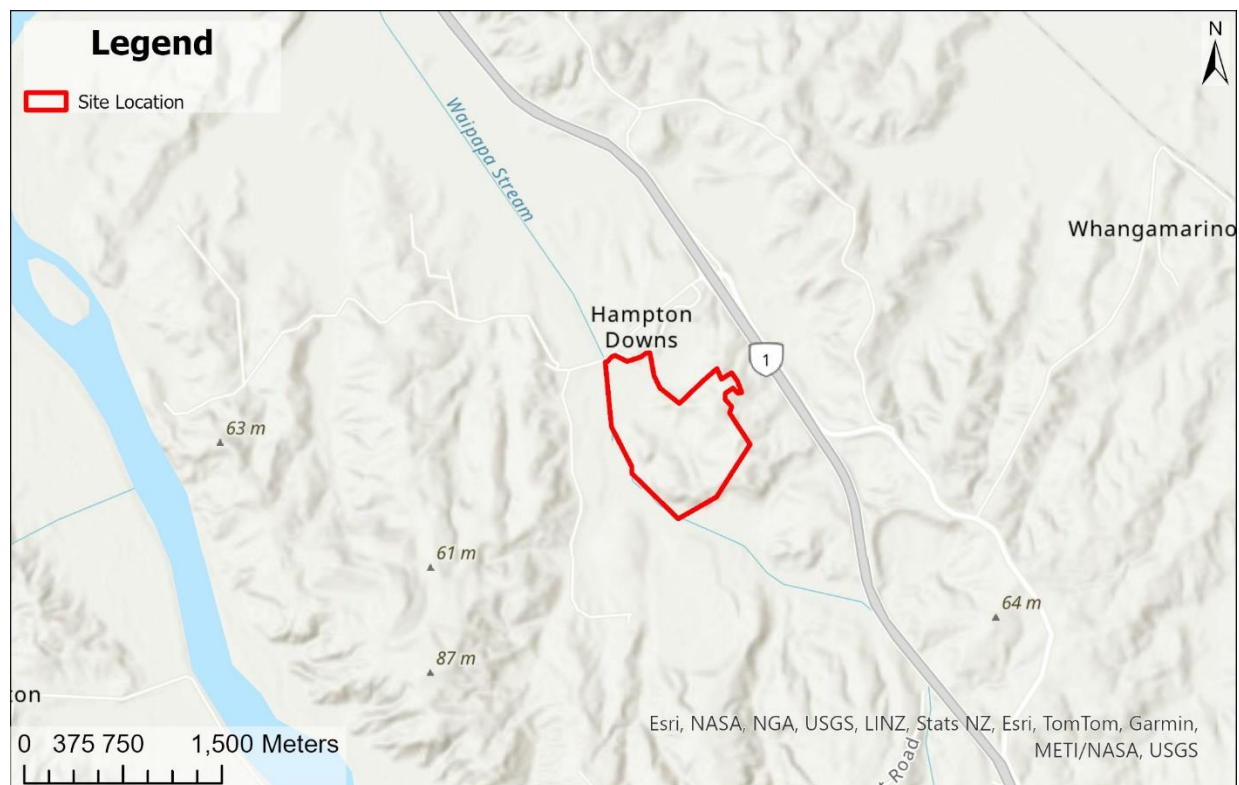 Legend
Site Location
N
Waipapa Stream
Whangamarino
Hampton
Downs
1
63 m
61 m
64 m
87 m
ton
Road
0 375 750 1,500 Meters
Esri, NASA, NGA, USGS, LINZ, Stats NZ, Esri, TomTom, Garmin,
METI/NASA, USGS